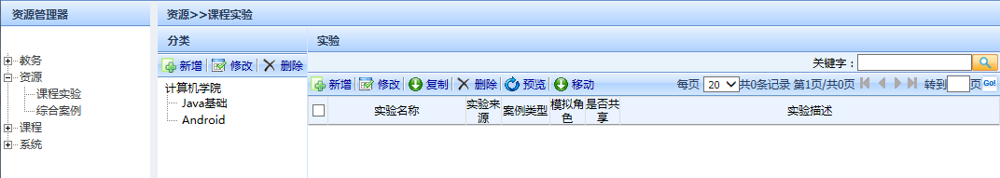 资源管理器
教务
资源
课程实验
综合案例
课程
系统
资源>>课程实验
分类
新增 修改 删除
计算机学院
Java基础
Android
实验
关键字：
新增 修改 复制 删除 预览 移动 每页 20 共0条记录 第1页/共0页 转到 页 Go!
实验名称 实验来源 案例类型 模拟角色 是否共享 实验描述